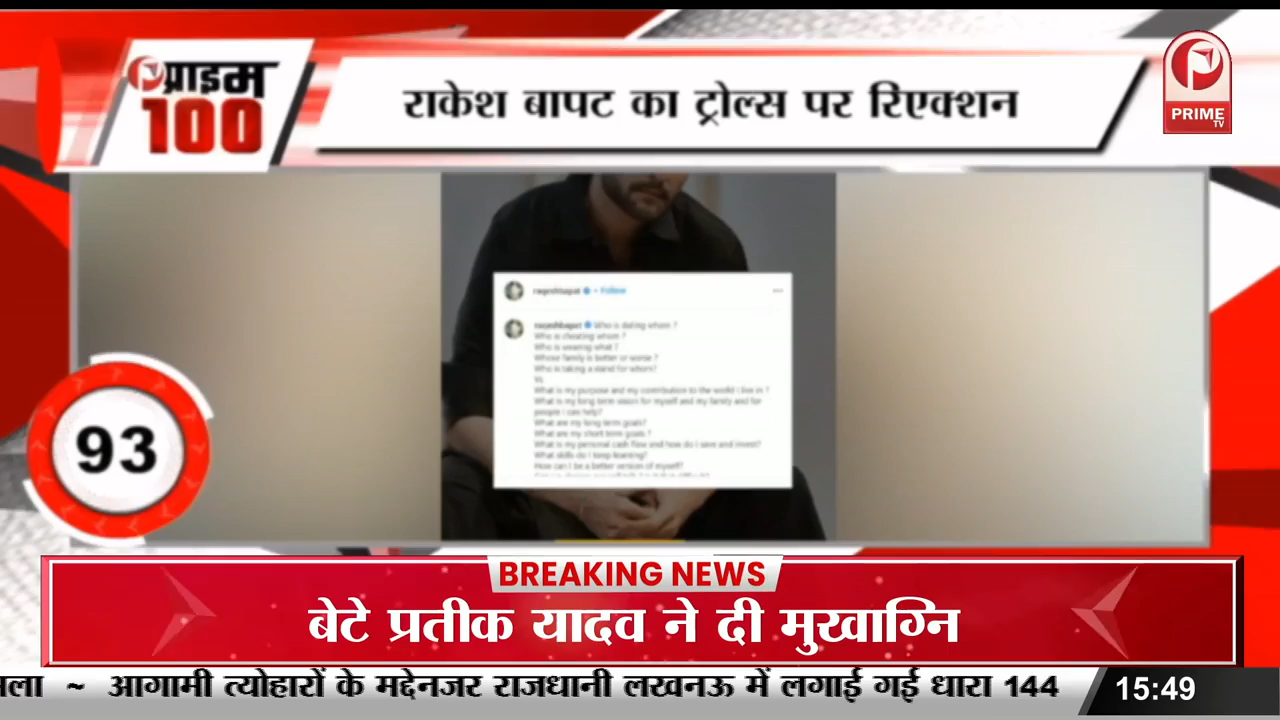 प्राइम
100
राकेश बापट का ट्रोल्स पर रिएक्शन
PRIME
TV
raqeshbapat • Follow
raqeshbapat Who is dating whom ?
Who is cheating whom ?
Who is wearing what ?
Whose family is better or worse ?
Who is taking a stand for whom?
Vs
What is my purpose and my contribution to the world I live in ?
What is my long term vision for myself and my family and for
people I can help?
What are my long term goals?
What are my short term goals ?
What is my personal cash flow and how do I save and invest?
What skills do I keep learning?
How can I be a better version of myself?
93
BREAKING NEWS
बेटे प्रतीक यादव ने दी मुखाग्नि
~ आगामी त्योहारों के मद्देनजर राजधानी लखनऊ में लगाई गई धारा 144
15:49